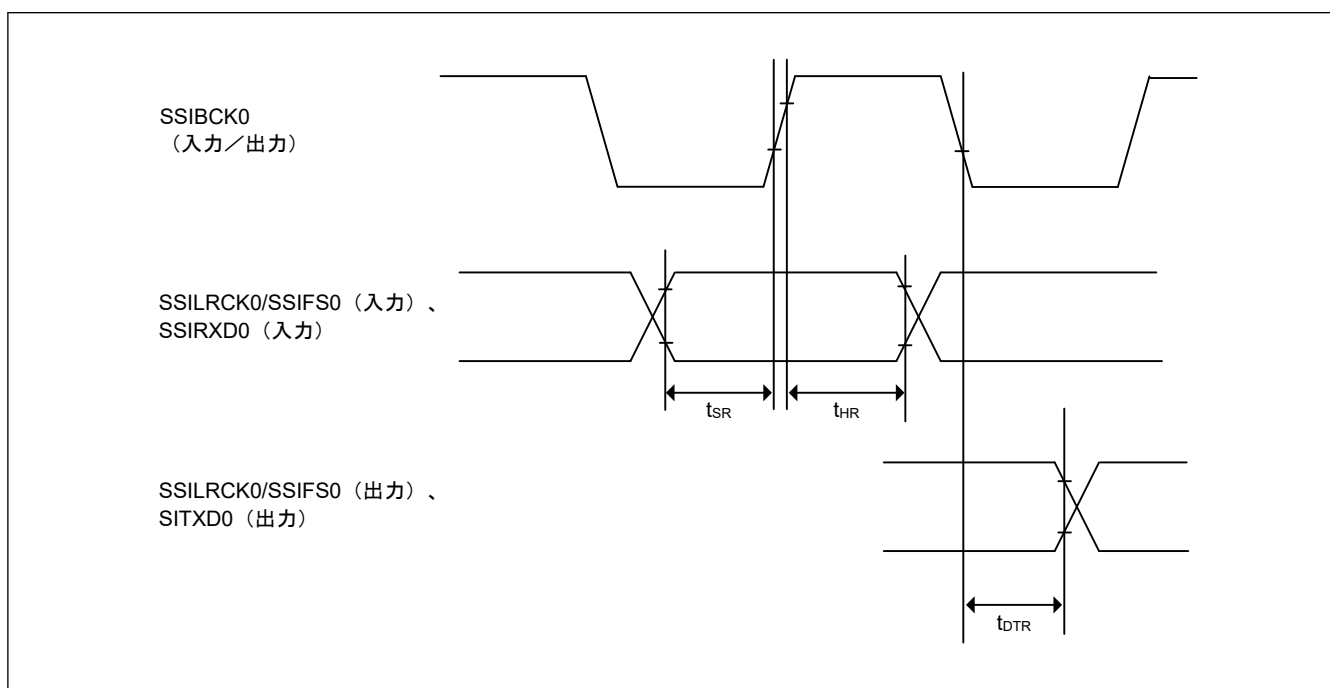 SSIBCK0
（入力／出力）
SSILRCK0/SSIFS0（入力）、
SSIRXD0（入力）
tSR
tHR
SSILRCK0/SSIFS0（出力）、
SITXD0（出力）
tDTR